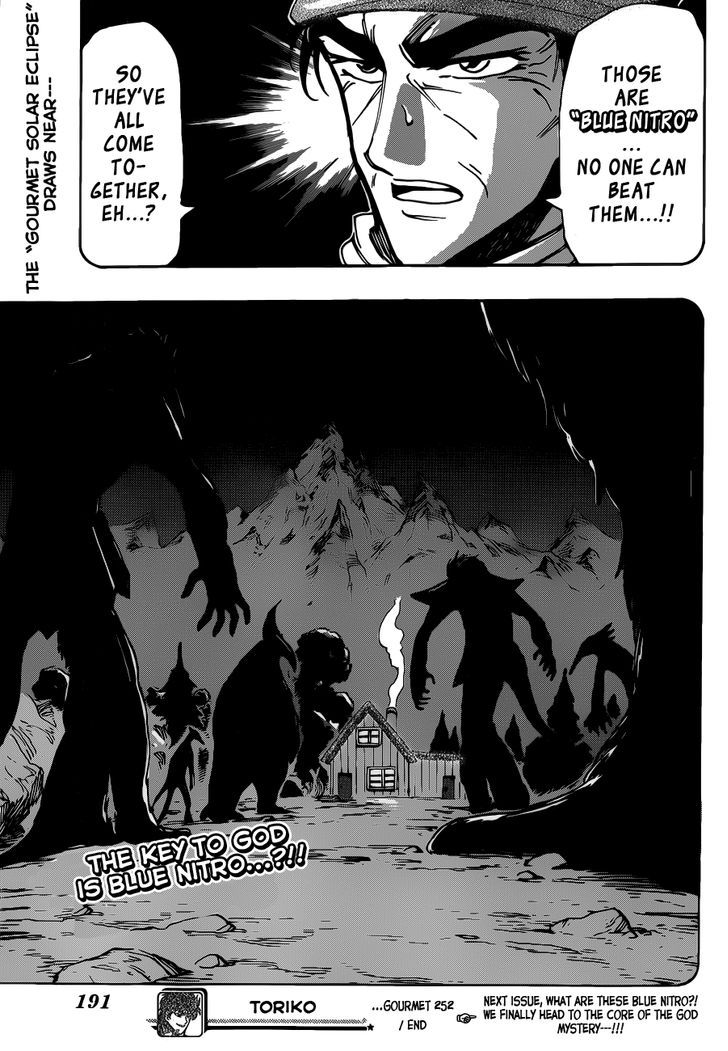 THOSE
ARE
"BLUE NITRO"
...
NO ONE CAN
BEAT
THEM...!!
SO
THEY'VE
ALL
COME
TO-
GETHER,
EH...?
THE "GOURMET SOLAR ECLIPSE"
DRAWS NEAR---
THE KEY TO GOD
IS BLUE NITRO...?!!
191
TORIKO
...GOURMET 252
/ END
NEXT ISSUE, WHAT ARE THESE BLUE NITRO?!
WE FINALLY HEAD TO THE CORE OF THE GOD
MYSTERY---!!!